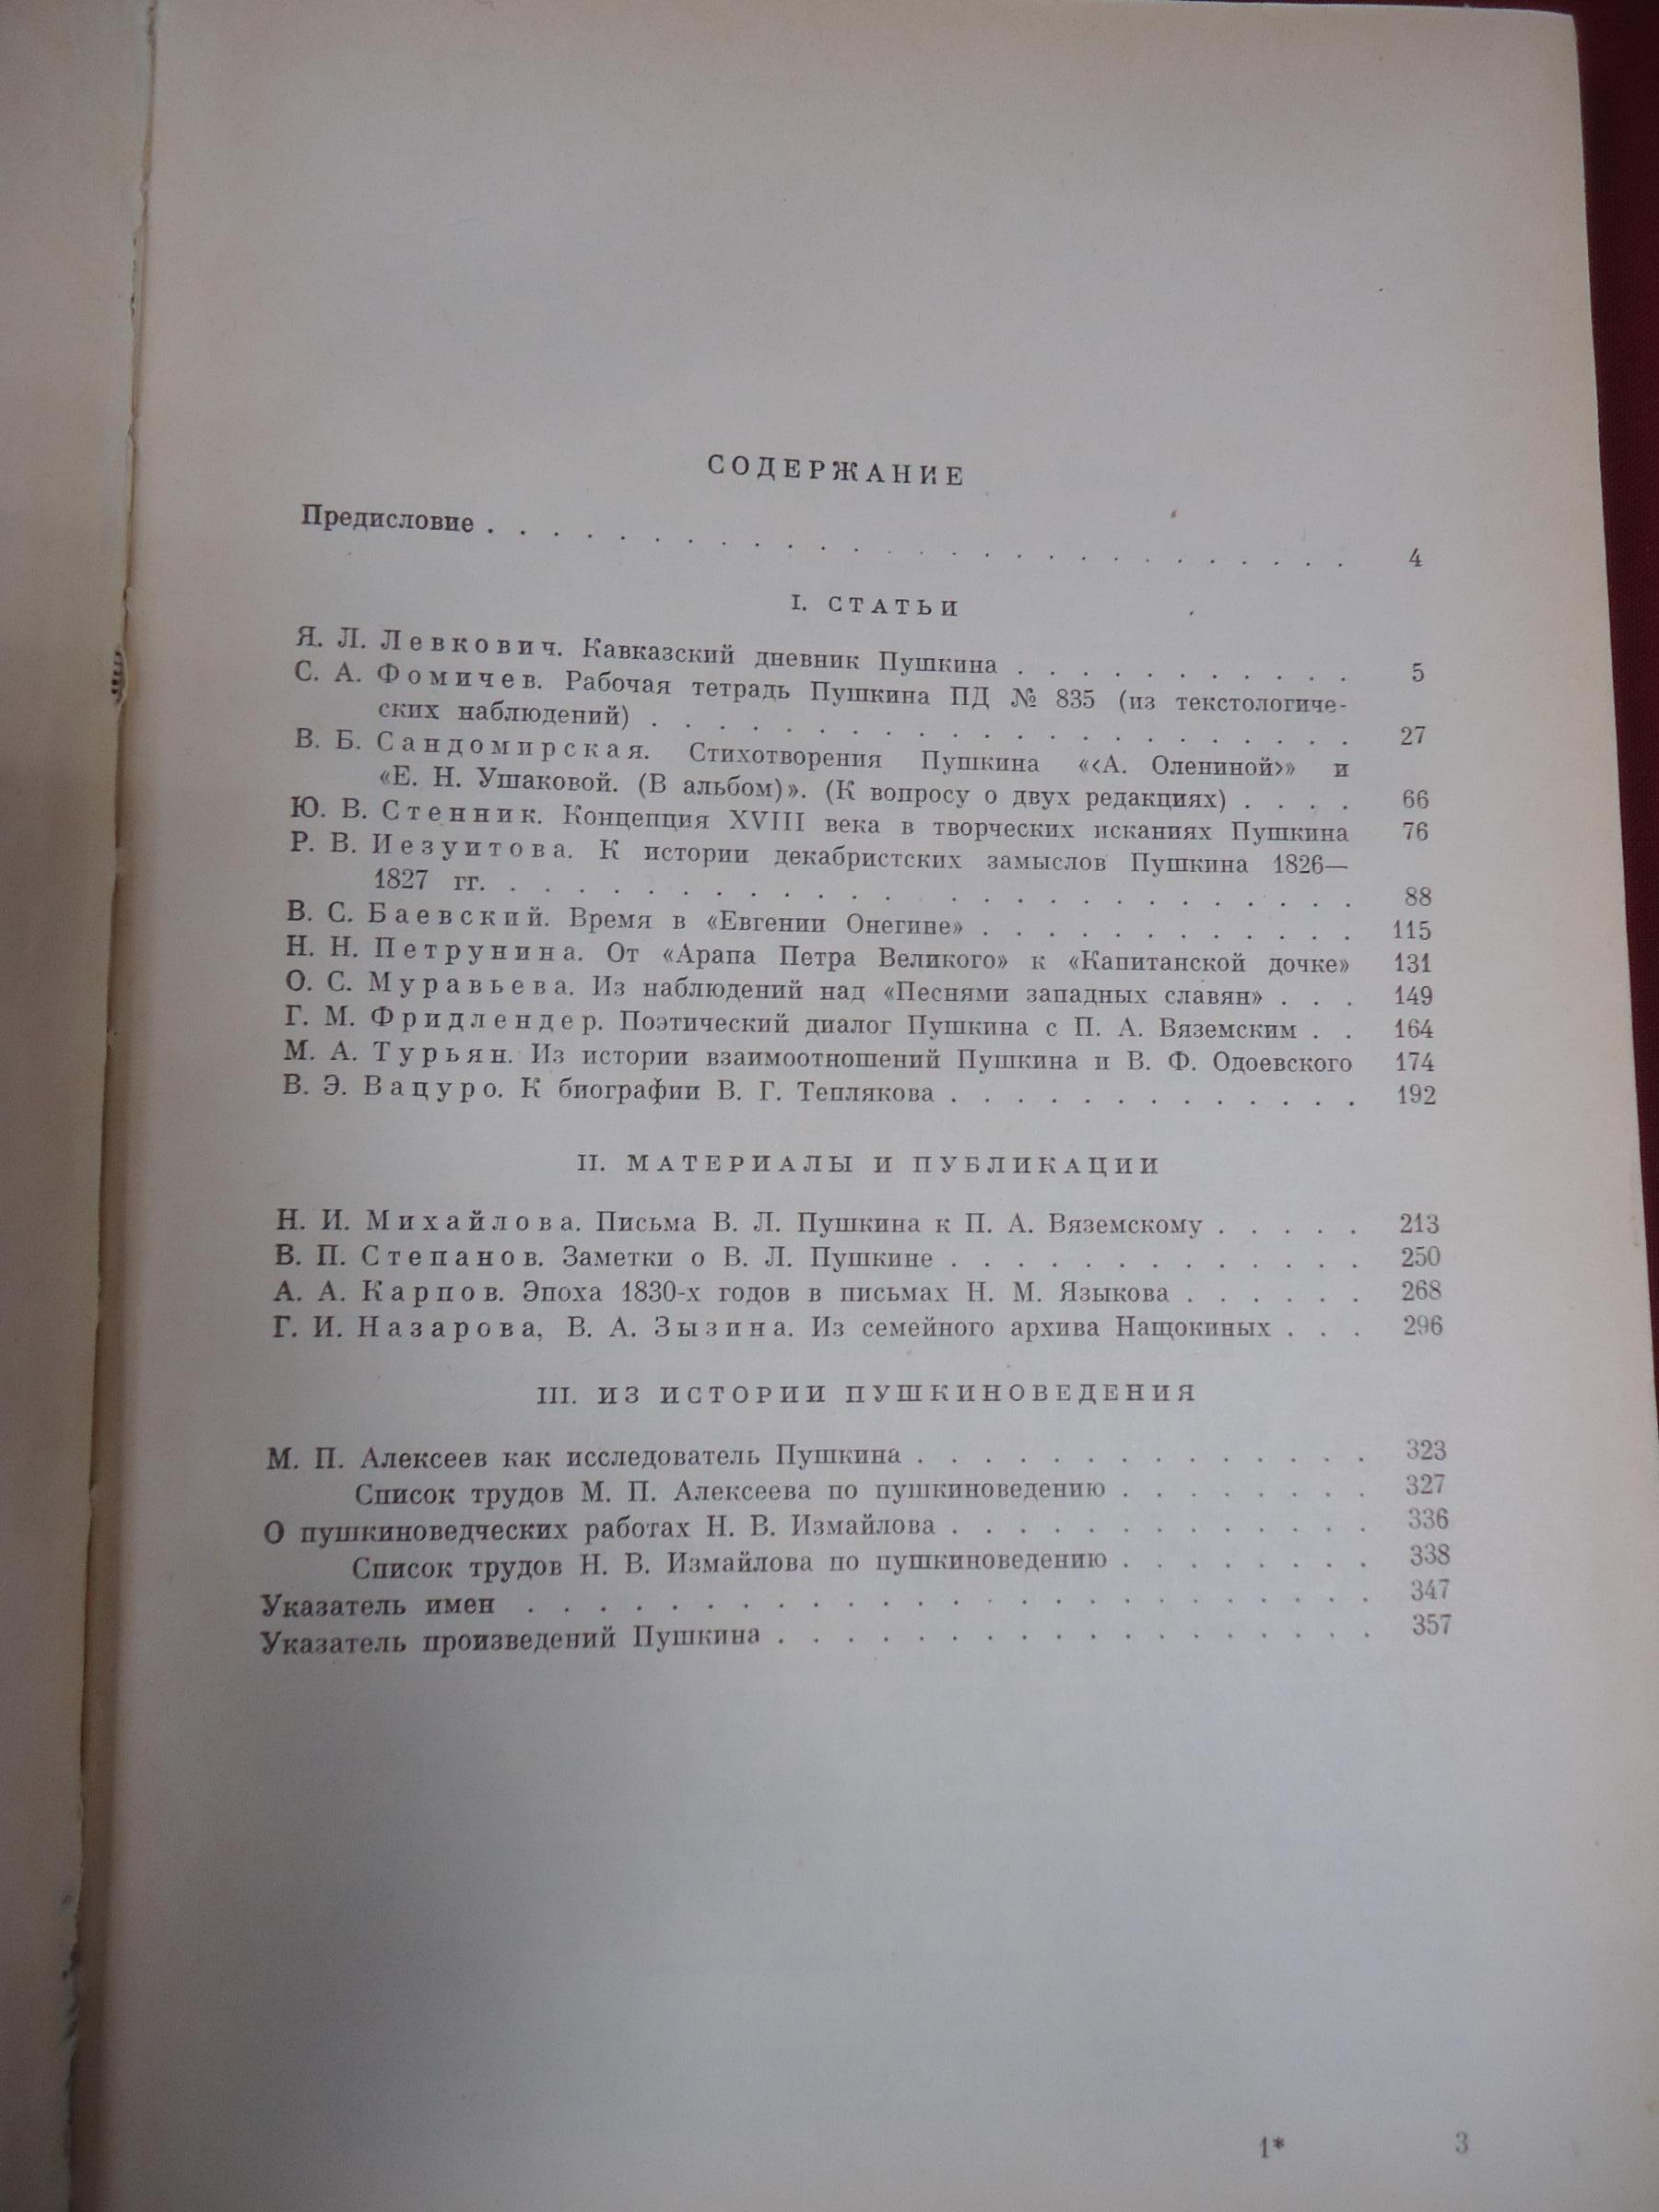 СОДЕРЖАНИЕ
Предисловие . . . . . . . . . . . . . . . . . . . . . . . . . . . 4
I. СТАТЬИ
Я. Л. Левкович. Кавказский дневник Пушкина . . . . . . . . . . . 5
С. А. Фомичев. Рабочая тетрадь Пушкина ПД № 835 (из текстологиче-
ских наблюдений) . . . . . . . . . . . . . . . . . . . . . . 27
В. Б. Сандомирская. Стихотворения Пушкина «<А. Олениной>» и
«Е. Н. Ушаковой. (В альбом)». (К вопросу о двух редакциях) . . . . 66
Ю. В. Стенник. Концепция XVIII века в творческих исканиях Пушкина 76
Р. В. Иезуитова. К истории декабристских замыслов Пушкина 1826—
1827 гг. . . . . . . . . . . . . . . . . . . . . . . . . . 88
В. С. Баевский. Время в «Евгении Онегине» . . . . . . . . . . . . 115
Н. Н. Петрунина. От «Арапа Петра Великого» к «Капитанской дочке» 131
О. С. Муравьева. Из наблюдений над «Песнями западных славян» . . . 149
Г. М. Фридлендер. Поэтический диалог Пушкина с П. А. Вяземским . . 164
М. А. Турьян. Из истории взаимоотношений Пушкина и В. Ф. Одоевского 174
В. Э. Вацуро. К биографии В. Г. Теплякова . . . . . . . . . . . . . 192
II. МАТЕРИАЛЫ И ПУБЛИКАЦИИ
Н. И. Михайлова. Письма В. Л. Пушкина к П. А. Вяземскому . . . . . 213
В. П. Степанов. Заметки о В. Л. Пушкине . . . . . . . . . . . . . 250
А. А. Карпов. Эпоха 1830-х годов в письмах Н. М. Языкова . . . . . . 268
Г. И. Назарова, В. А. Зызина. Из семейного архива Нащокиных . . . 296
III. ИЗ ИСТОРИИ ПУШКИНОВЕДЕНИЯ
М. П. Алексеев как исследователь Пушкина . . . . . . . . . . . . . . 323
Список трудов М. П. Алексеева по пушкиноведению . . . . . . . . 327
О пушкиноведческих работах Н. В. Измайлова . . . . . . . . . . . . . 336
Список трудов Н. В. Измайлова по пушкиноведению . . . . . . . . 338
Указатель имен . . . . . . . . . . . . . . . . . . . . . . . . . 347
Указатель произведений Пушкина . . . . . . . . . . . . . . . . . . 357
1* 3